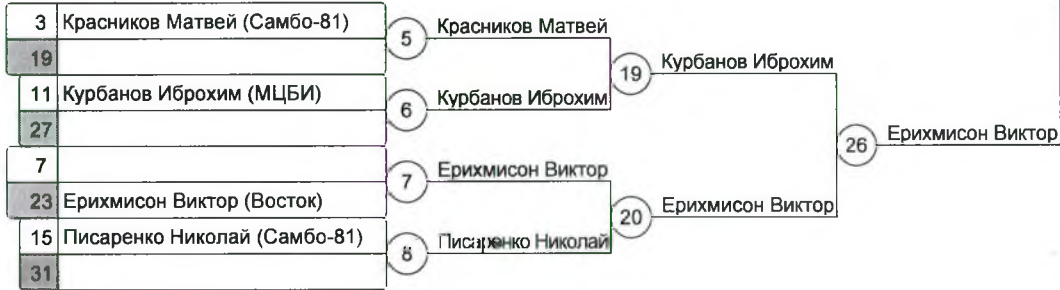 3 Красников Матвей (Самбо-81)
19
11 Курбанов Иброхим (МЦБИ)
27
7
23 Ерихмисон Виктор (Восток)
15 Писаренко Николай (Самбо-81)
31
5 Красников Матвей
6 Курбанов Иброхим
7 Ерихмисон Виктор
8 Писаренко Николай
19 Курбанов Иброхим
20 Ерихмисон Виктор
26 Ерихмисон Виктор